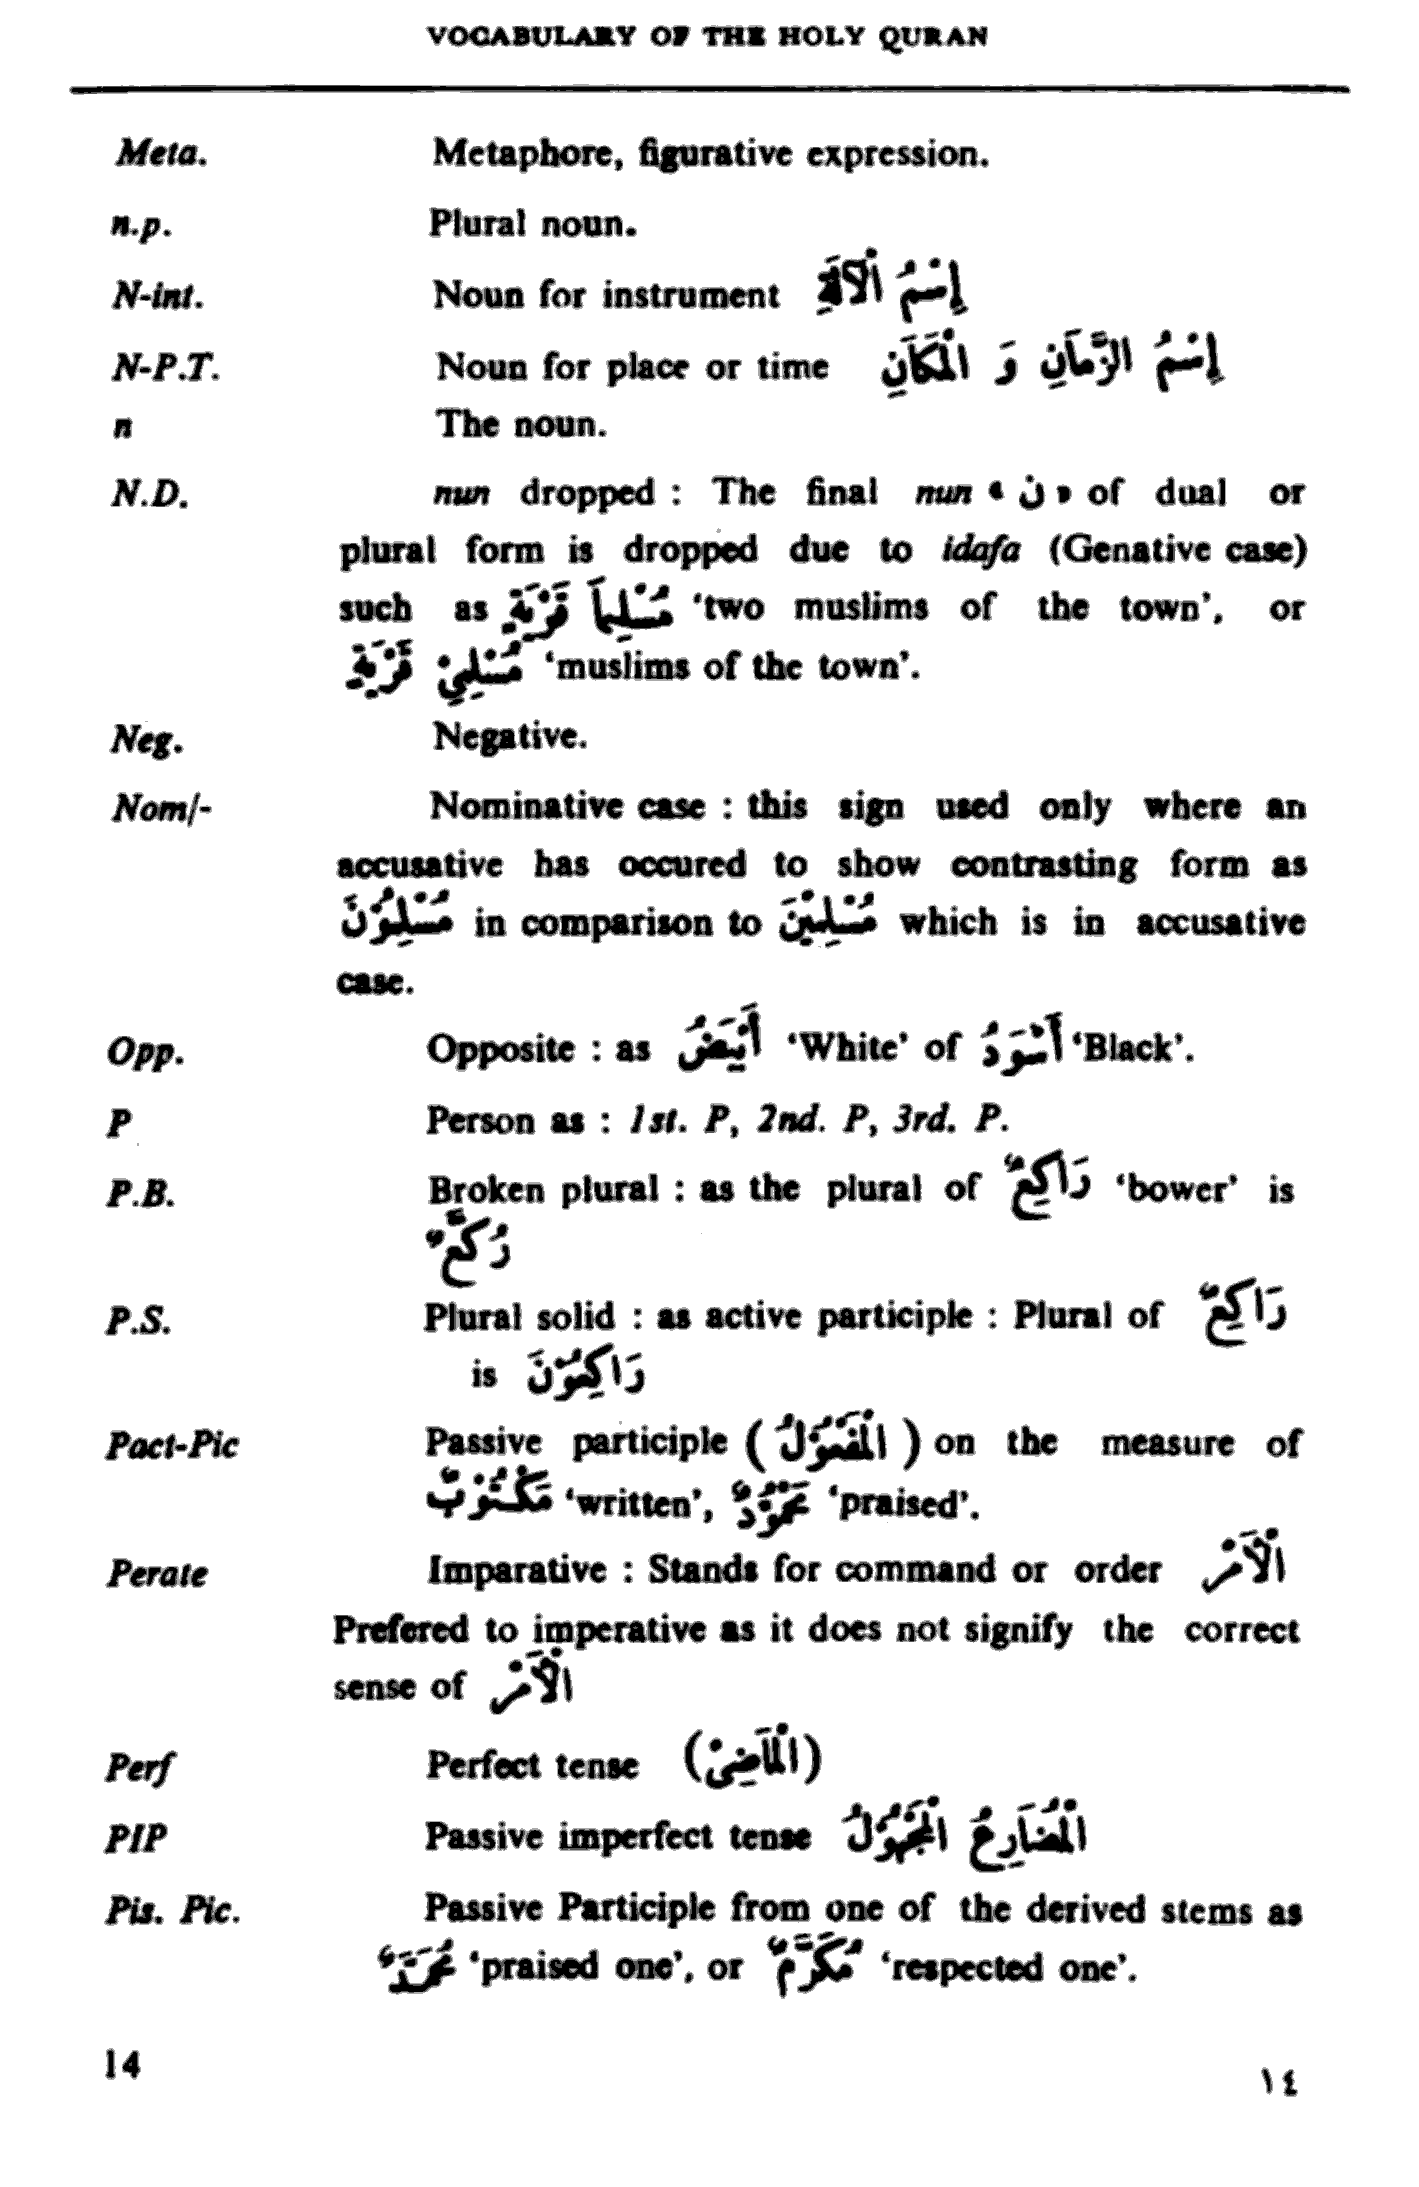 VOCABULARY OF THE HOLY QURAN
Meta. Metaphore, figurative expression.
n.p. Plural noun.
N-int. Noun for instrument إِسْمُ ٱلْآلَةِ
N-P.T. Noun for place or time إِسْمُ الزَّمَانِ وَ الْمَكَانِ
n The noun.
N.D. nun dropped : The final nun « ن » of dual or
plural form is dropped due to idafa (Genative case)
such as مُسْلِمَا قَرْيَةٍ ‘two muslims of the town’, or
مُسْلِمِيْ قَرْيَةٍ ‘muslims of the town’.
Neg. Negative.
Nom/- Nominative case : this sign used only where an
accusative has occured to show contrasting form as
مُسْلِمُوْنَ in comparison to مُسْلِمِيْنَ which is in accusative
case.
Opp. Opposite : as أَبْيَضُ ‘White’ of أَسْوَدُ ‘Black’.
P Person as : 1st. P, 2nd. P, 3rd. P.
P.B. Broken plural : as the plural of رَاكِعٌ ‘bower’ is
رُكَّعٌ
P.S. Plural solid : as active participle : Plural of رَاكِعٌ
is رَاكِعُوْنَ
Pact-Pic Passive participle ( الْمَفْعُوْلُ ) on the measure of
مَكْتُوْبٌ ‘written’, مَحْمُوْدٌ ‘praised’.
Perate Imparative : Stands for command or order الْأَمْرُ
Prefered to imperative as it does not signify the correct
sense of الْأَمْرُ
Perf Perfect tense (الْمَاضِىْ)
PIP Passive imperfect tense الْمُضَارِعُ الْمَجْهُوْلُ
Pis. Pic. Passive Participle from one of the derived stems as
مُحَمَّدٌ ‘praised one’, or مُكَرَّمٌ ‘respected one’.
14
١٤